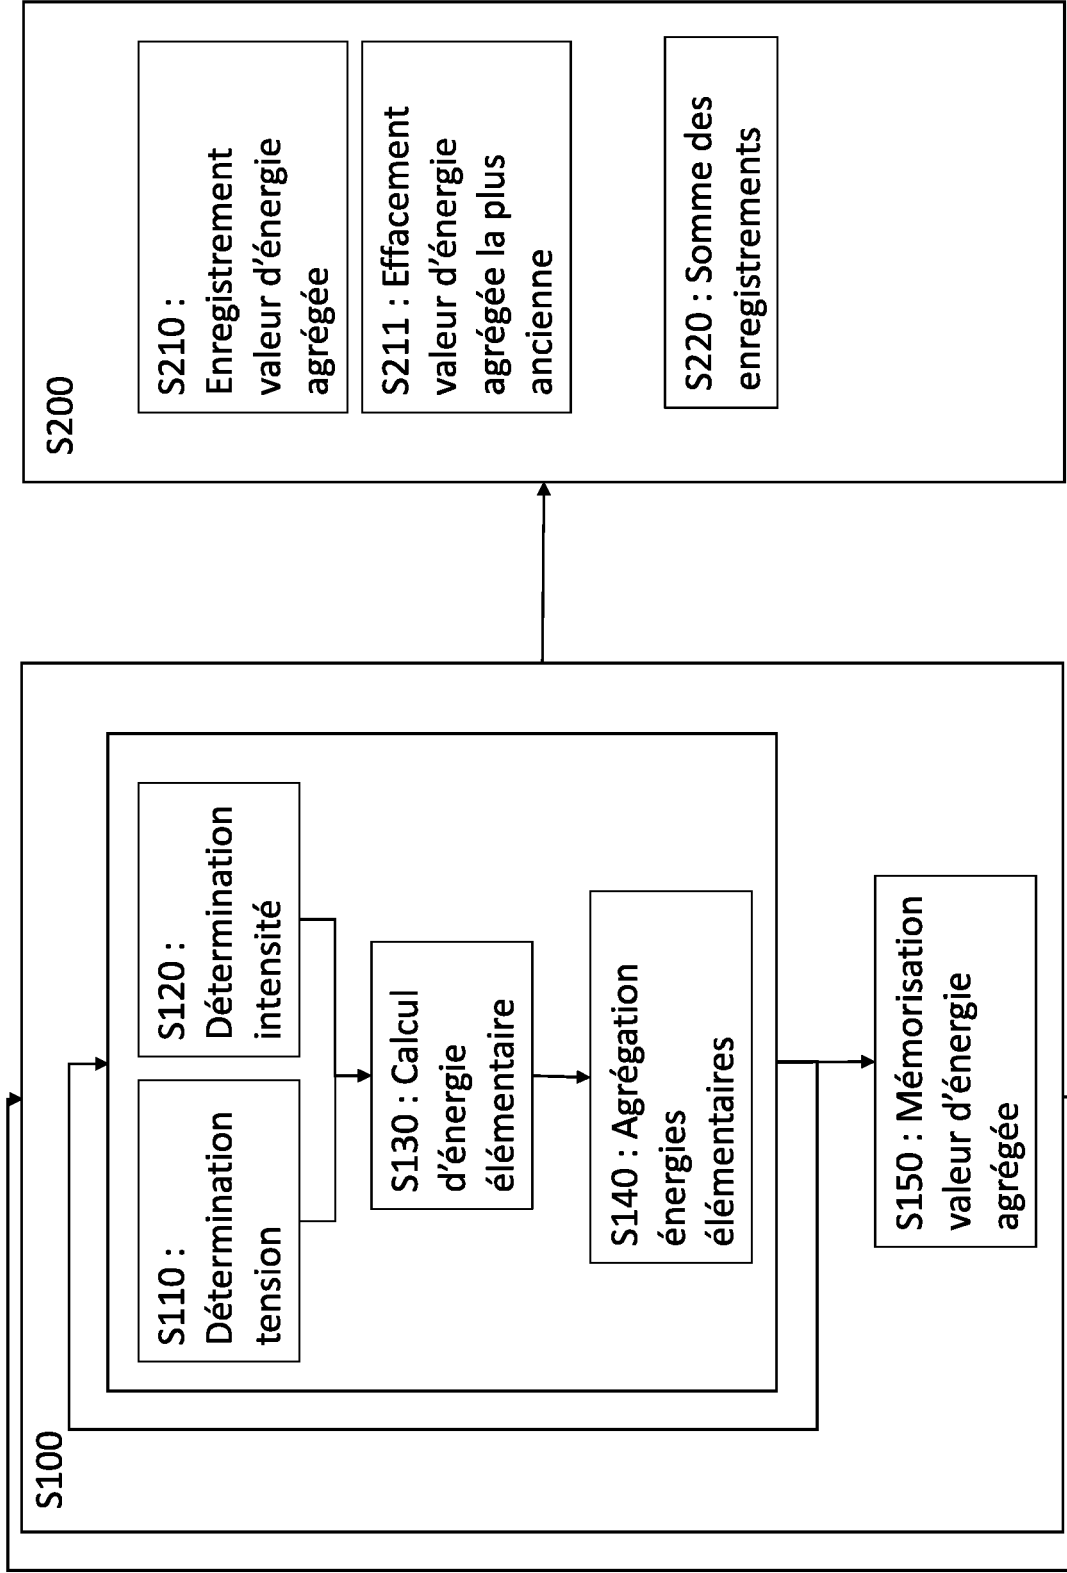 S100
S110 :
Détermination
tension
S120 :
Détermination
intensité
S130 : Calcul
d'énergie
élémentaire
S140 : Agrégation
énergies
élémentaires
S150 : Mémorisation
valeur d'énergie
agrégée
S200
S210 :
Enregistrement
valeur d'énergie
agrégée
S211 : Effacement
valeur d'énergie
agrégée la plus
ancienne
S220 : Somme des
enregistrements